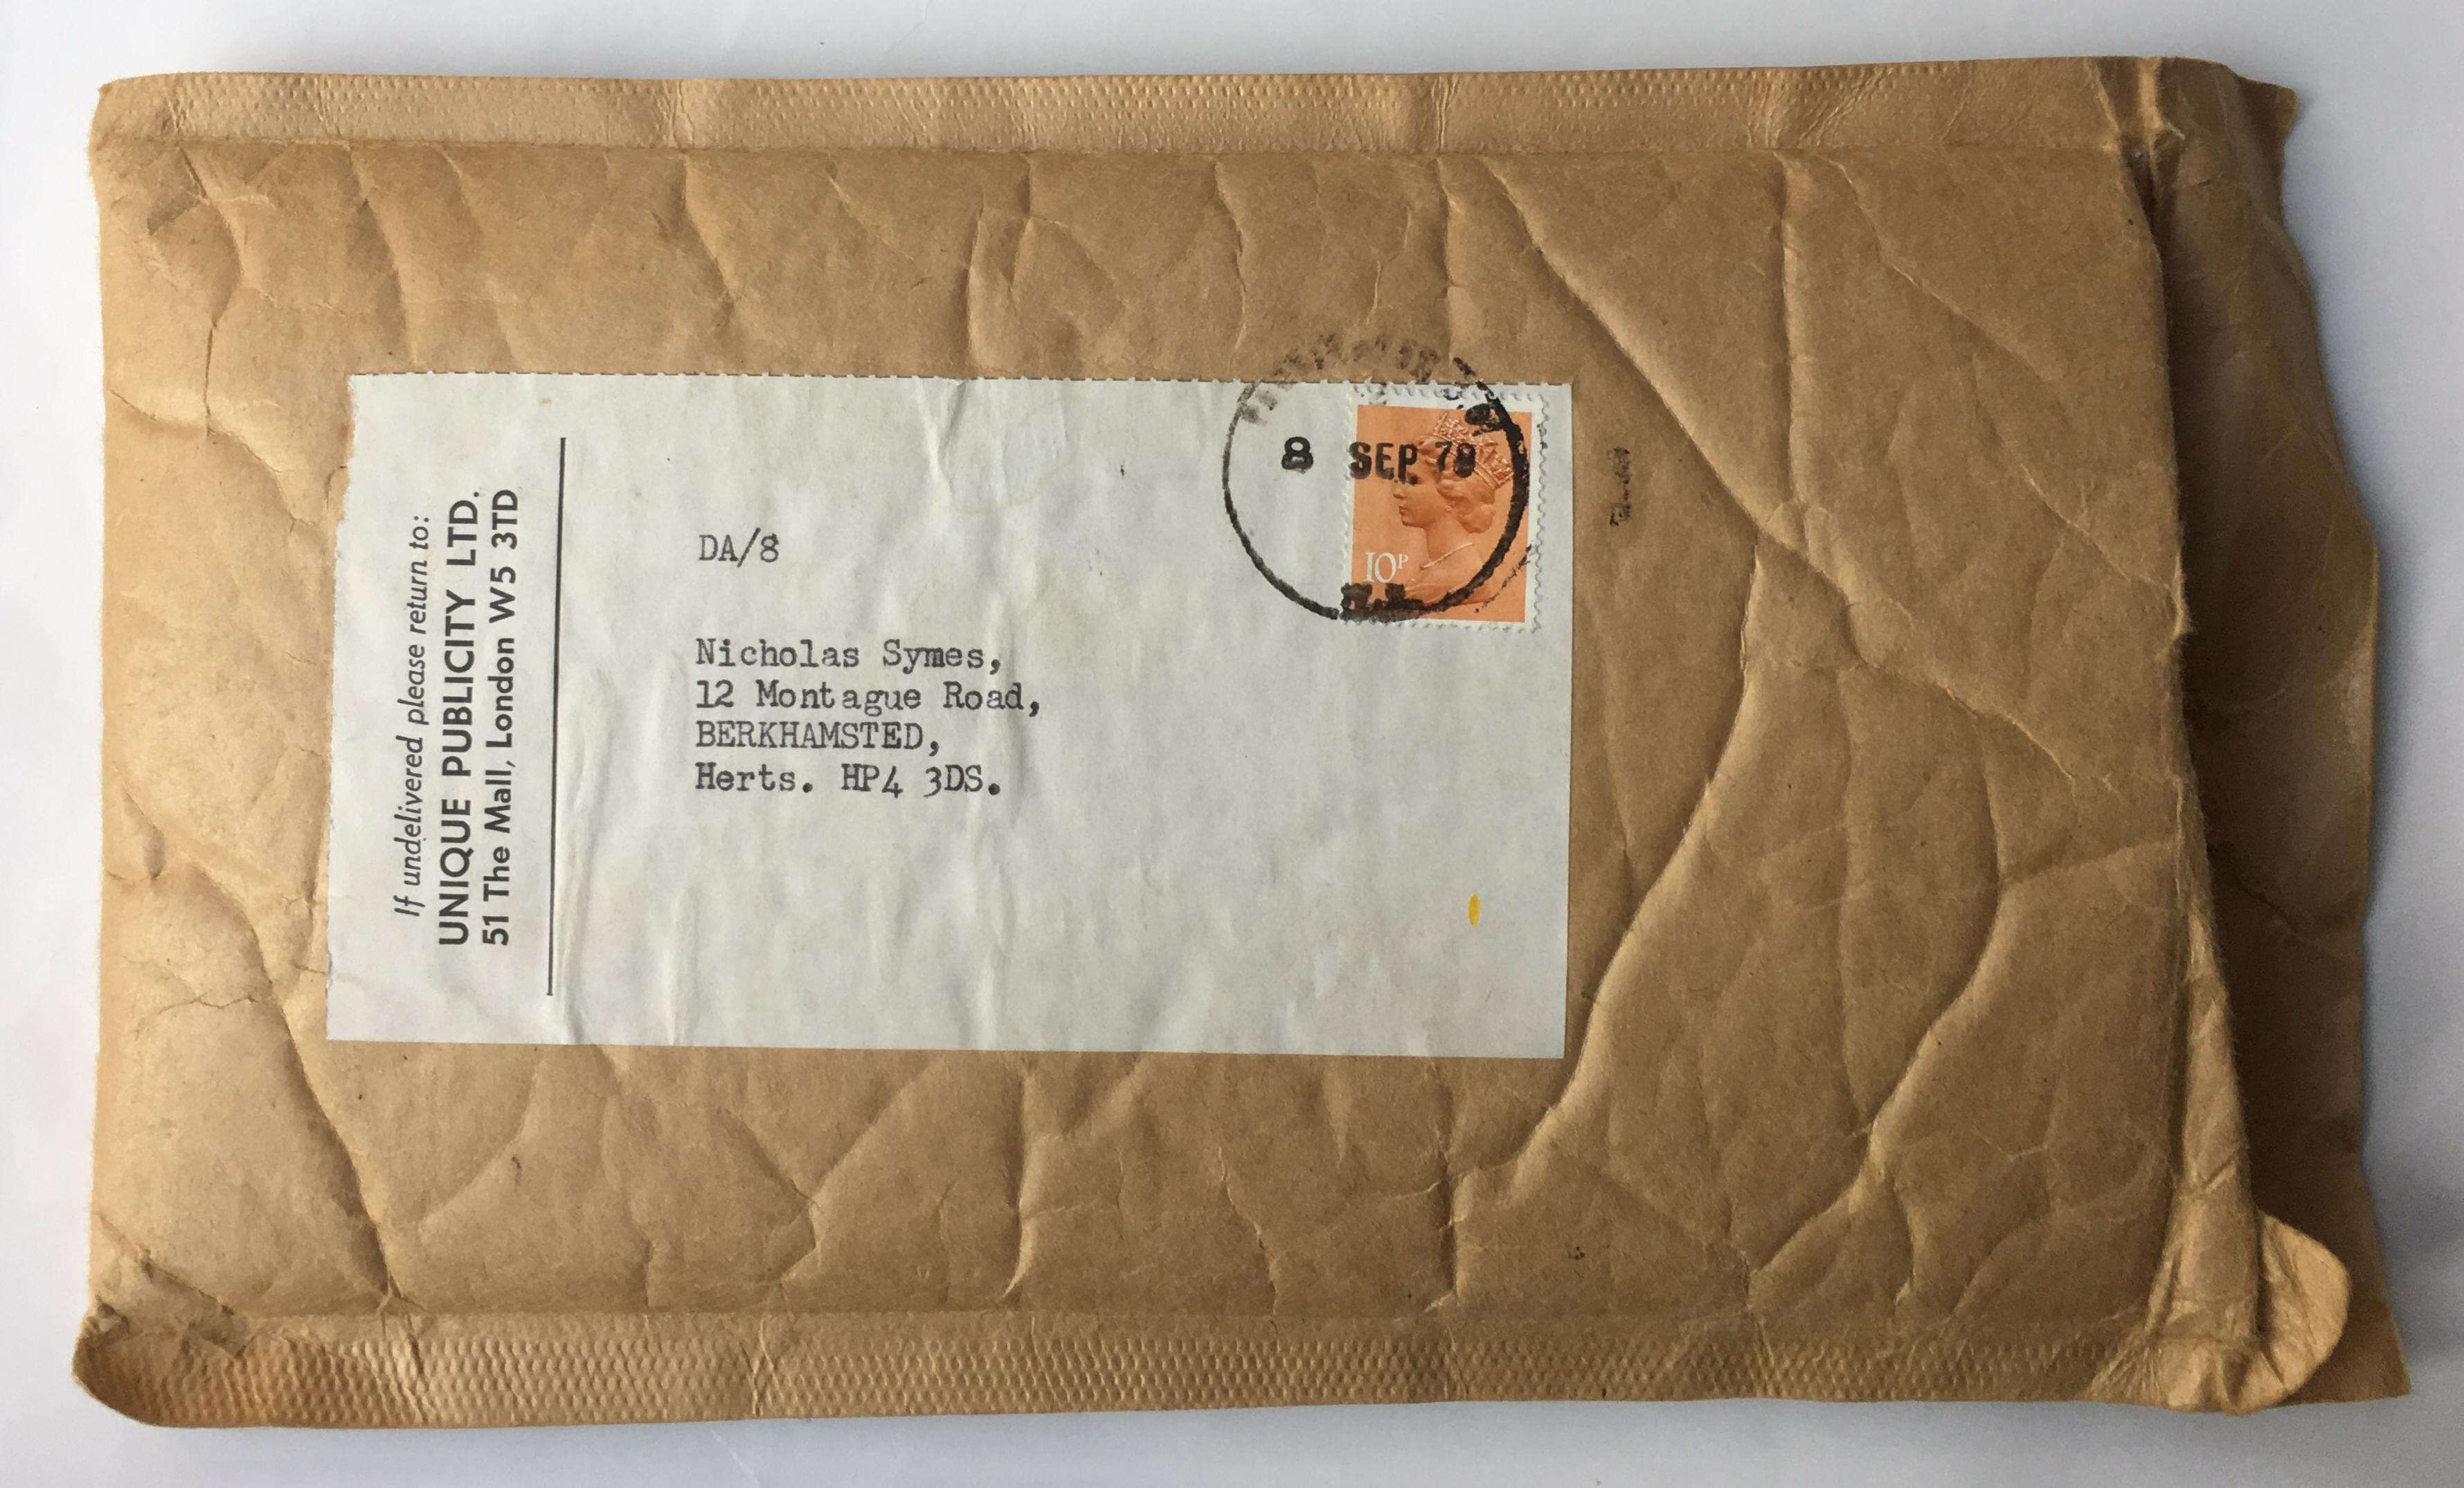 If undelivered please return to:
UNIQUE PUBLICITY LTD.
51 The Mall, London W5 3TD
DA/8
Nicholas Symes,
12 Montague Road,
BERKHAMSTED,
Herts. HP4 3DS.
8 SEP 79
10P